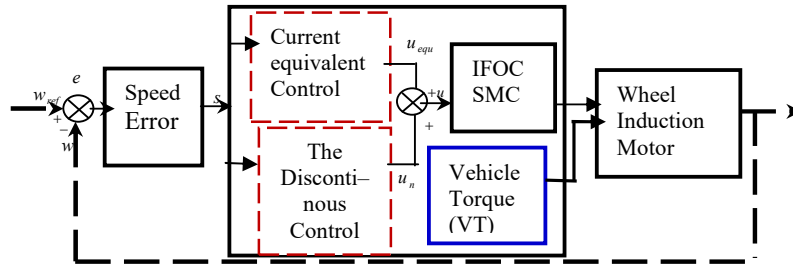 w_ref
e
+
−
w
Speed
Error
s
Current
equivalent
Control
The
Disconti–
nous
Control
u_equ
u_n
+u
+
IFOC
SMC
Vehicle
Torque
(VT)
Wheel
Induction
Motor